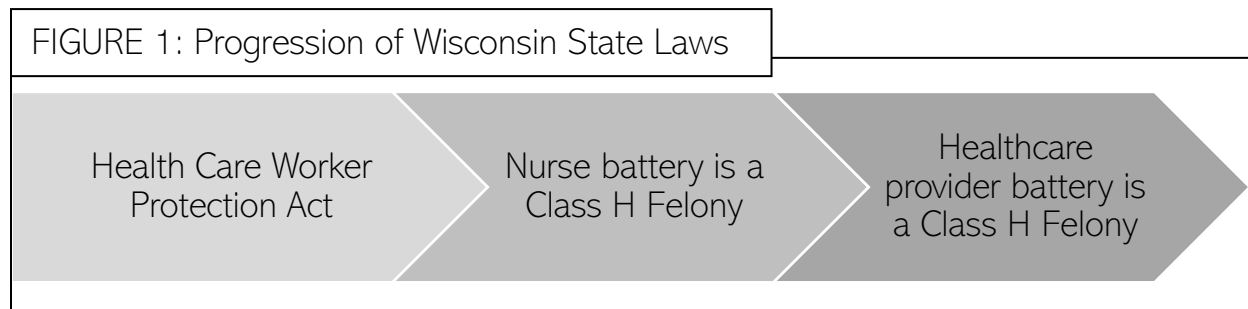 FIGURE 1: Progression of Wisconsin State Laws
Health Care Worker
Protection Act
Nurse battery is a
Class H Felony
Healthcare
provider battery is
a Class H Felony